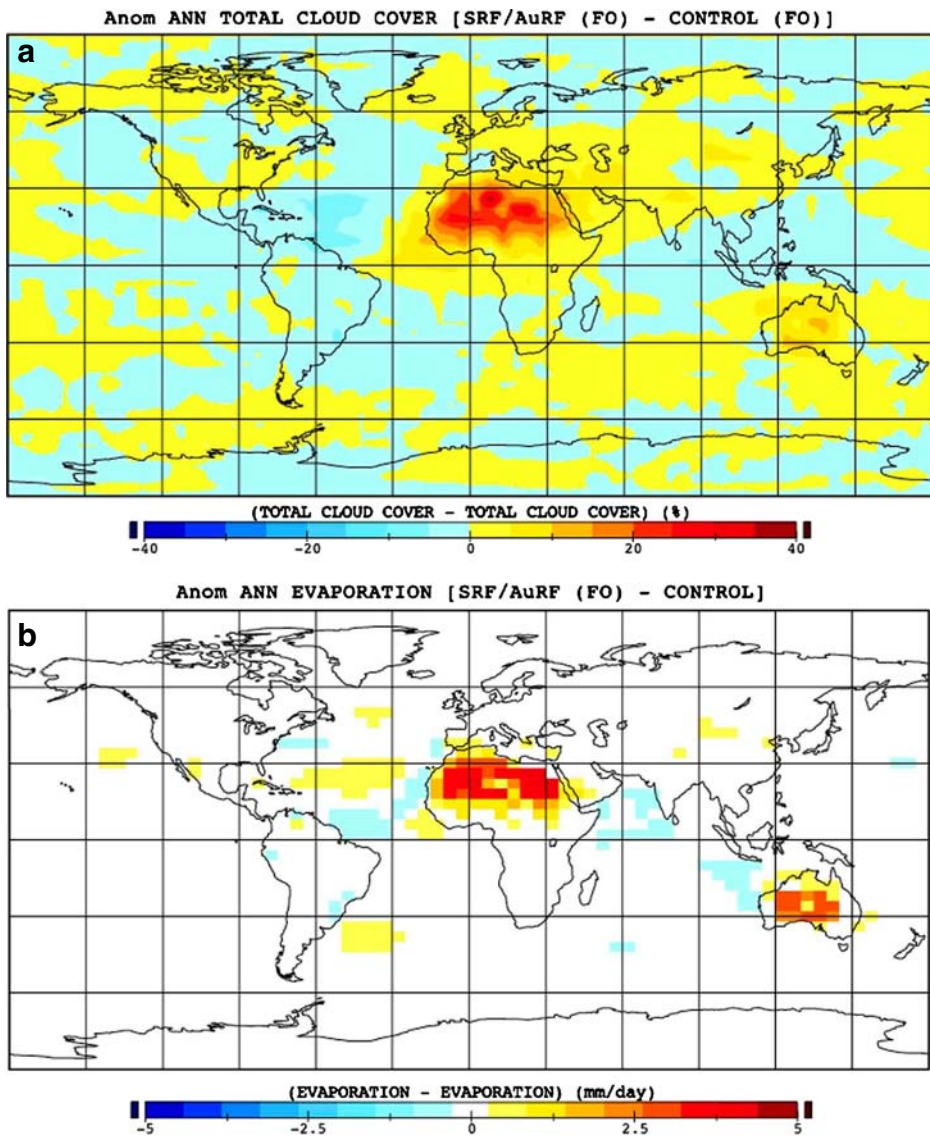 Anom ANN TOTAL CLOUD COVER [SRF/AuRF (FO) - CONTROL (FO)]
a
(TOTAL CLOUD COVER - TOTAL CLOUD COVER) (%)
-40 -20 0 20 40
Anom ANN EVAPORATION [SRF/AuRF (FO) - CONTROL]
b
(EVAPORATION - EVAPORATION) (mm/day)
-5 -2.5 0 2.5 5